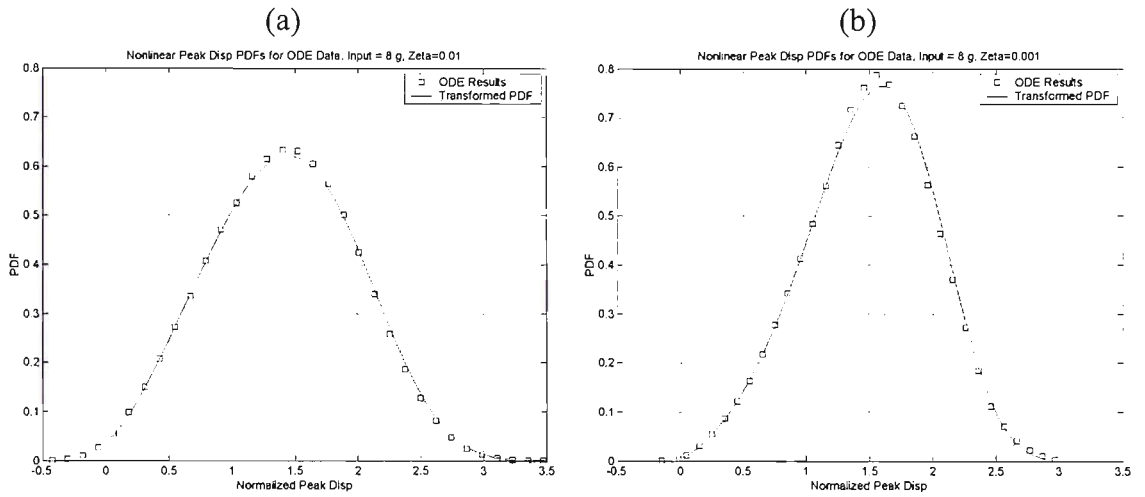 (a)
Nonlinear Peak Disp PDFs for ODE Data, Input = 8 g, Zeta=0.01
0.8
0.7
0.6
0.5
0.4
0.3
0.2
0.1
0
PDF
ODE Results
Transformed PDF
-0.5 0 0.5 1 1.5 2 2.5 3 3.5
Normalized Peak Disp
(b)
Nonlinear Peak Disp PDFs for ODE Data, Input = 8 g, Zeta=0.001
0.8
0.7
0.6
0.5
0.4
0.3
0.2
0.1
0
PDF
ODE Results
Transformed PDF
-0.5 0 0.5 1 1.5 2 2.5 3 3.5
Normalized Peak Disp